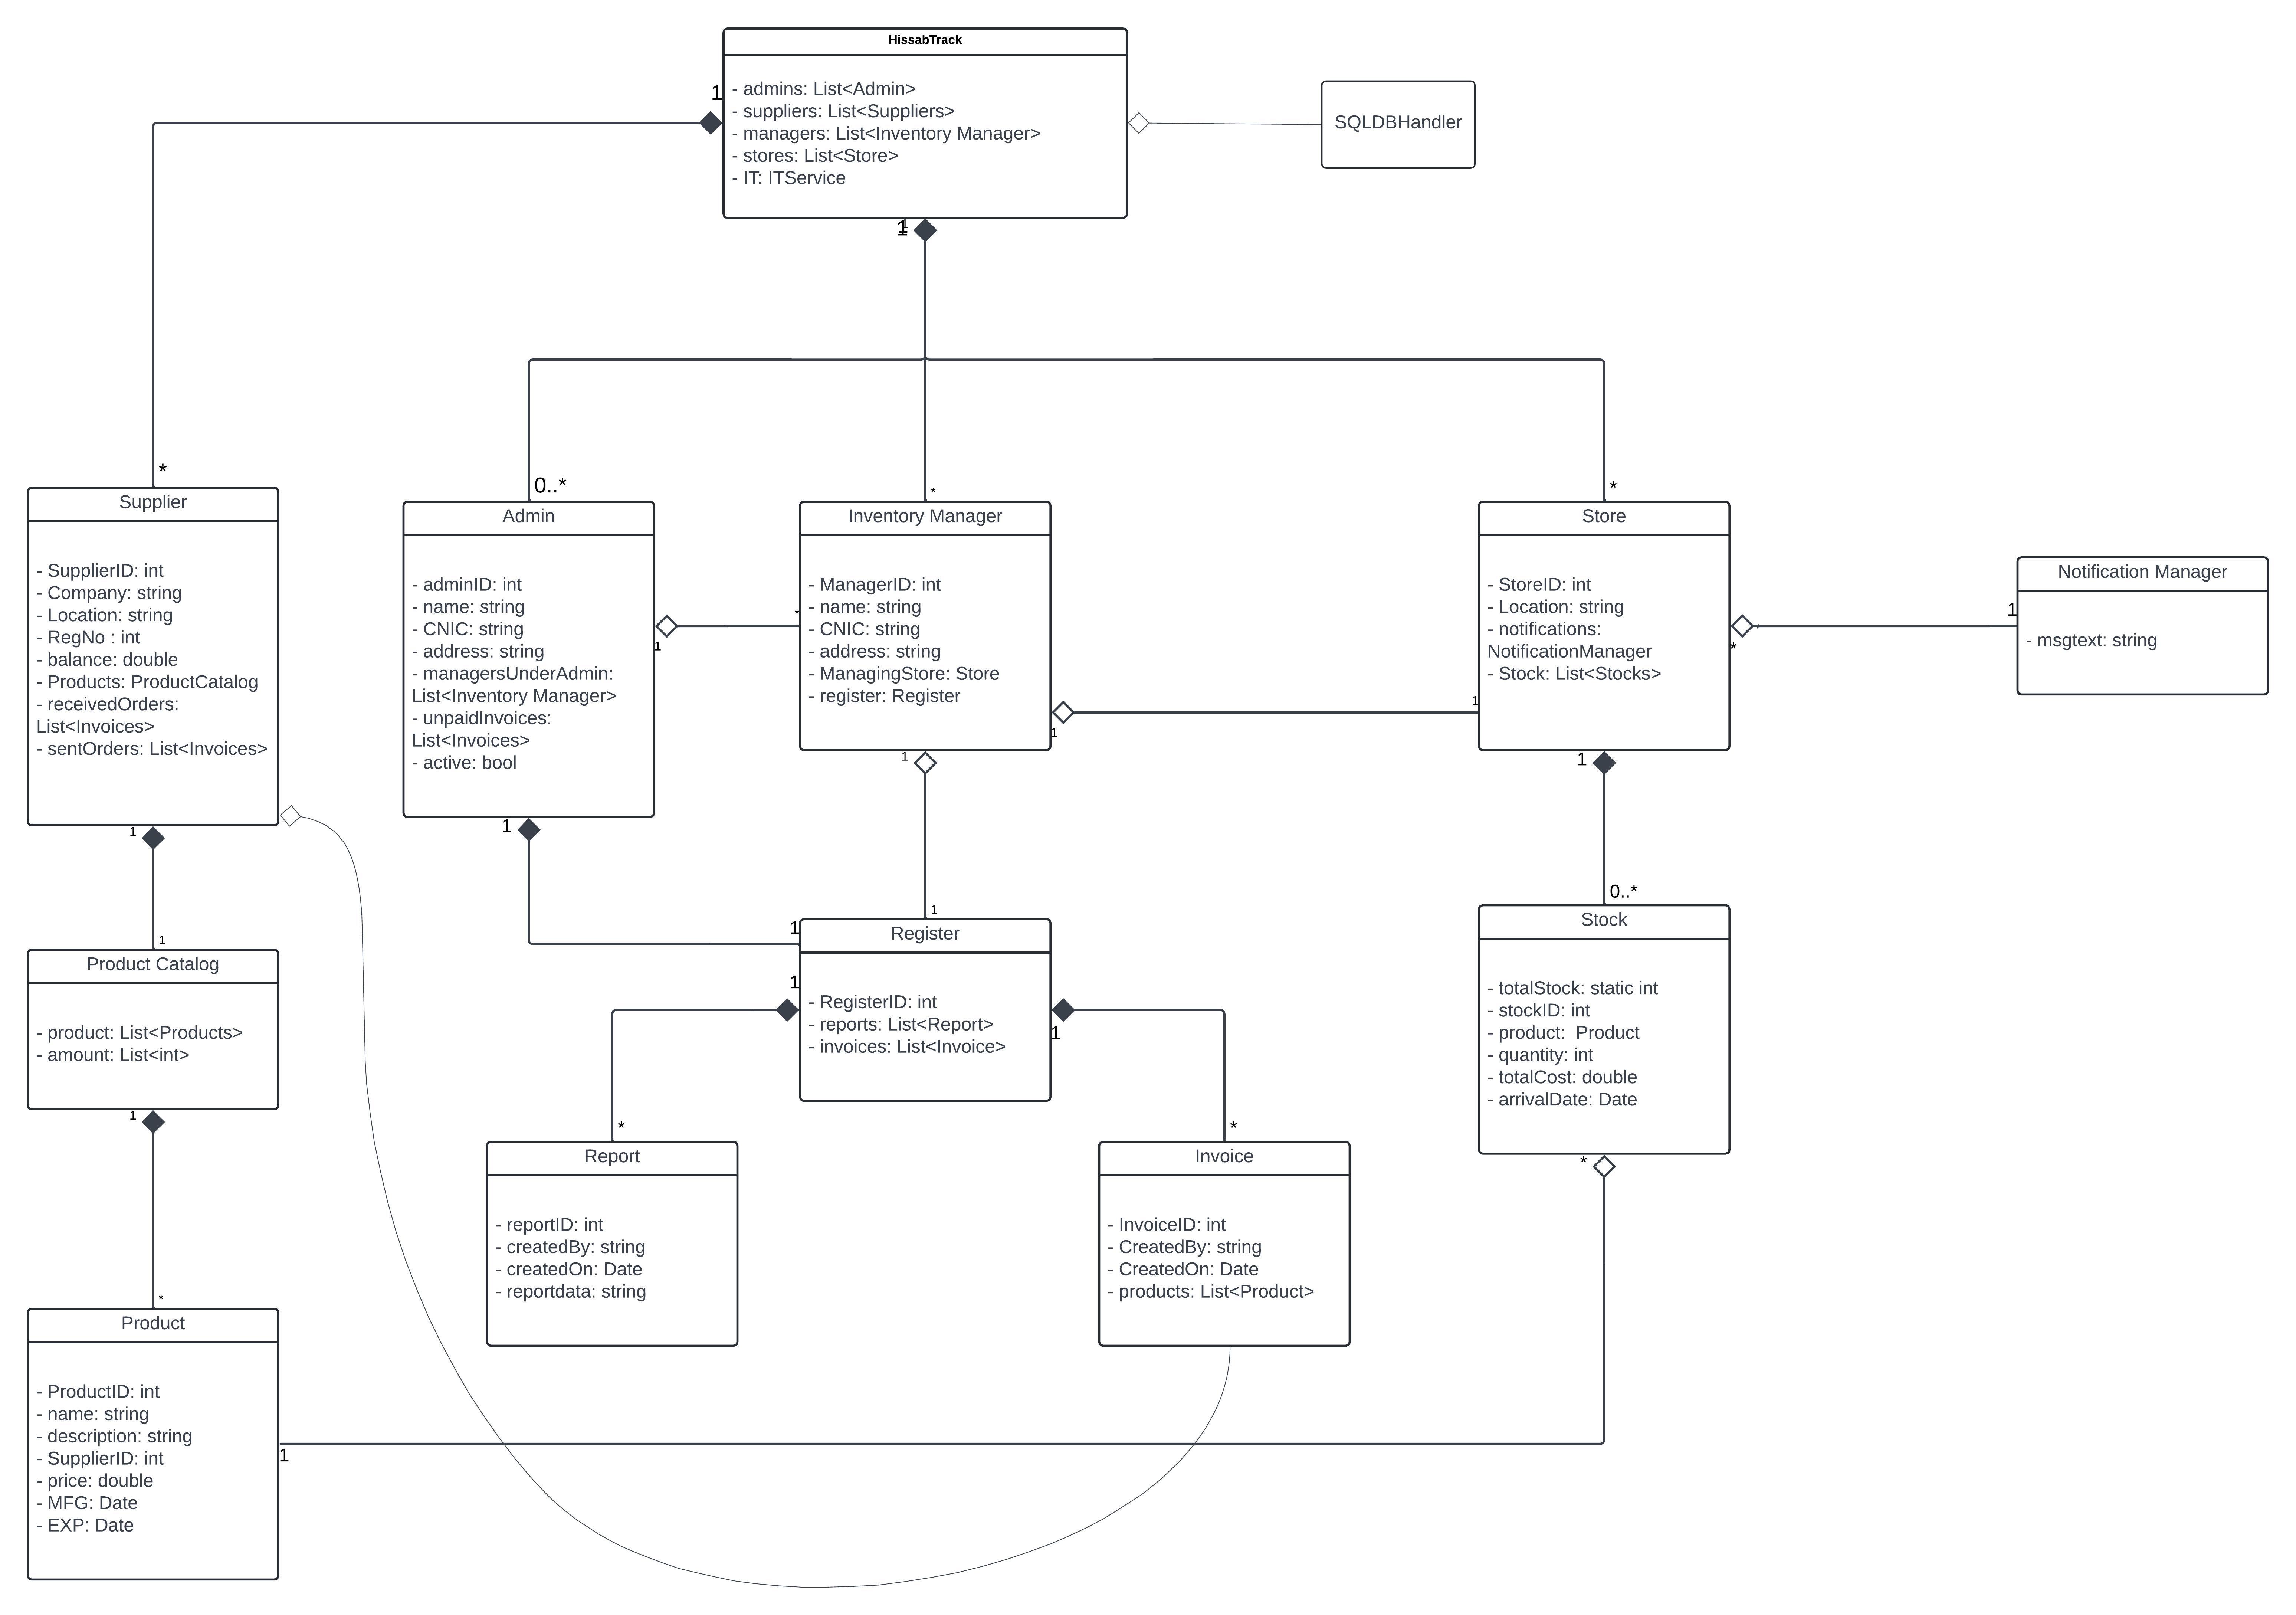 HissabTrack
- admins: List<Admin>
- suppliers: List<Suppliers>
- managers: List<Inventory Manager>
- stores: List<Store>
- IT: ITService
1
SQLDBHandler
1
1
*
0..*
*
*
Supplier
- SupplierID: int
- Company: string
- Location: string
- RegNo : int
- balance: double
- Products: ProductCatalog
- receivedOrders:
List<Invoices>
- sentOrders: List<Invoices>
Admin
- adminID: int
- name: string
- CNIC: string
- address: string
- managersUnderAdmin:
List<Inventory Manager>
- unpaidInvoices:
List<Invoices>
- active: bool
1
*
Inventory Manager
- ManagerID: int
- name: string
- CNIC: string
- address: string
- ManagingStore: Store
- register: Register
1
1
Store
- StoreID: int
- Location: string
- notifications:
NotificationManager
- Stock: List<Stocks>
*
1
Notification Manager
- msgtext: string
1
1
1
1
1
1
1
0..*
Product Catalog
- product: List<Products>
- amount: List<int>
Register
- RegisterID: int
- reports: List<Report>
- invoices: List<Invoice>
1
1
Stock
- totalStock: static int
- stockID: int
- product:  Product
- quantity: int
- totalCost: double
- arrivalDate: Date
1
*
*
*
*
Report
- reportID: int
- createdBy: string
- createdOn: Date
- reportdata: string
Invoice
- InvoiceID: int
- CreatedBy: string
- CreatedOn: Date
- products: List<Product>
Product
- ProductID: int
- name: string
- description: string
- SupplierID: int
- price: double
- MFG: Date
- EXP: Date
1